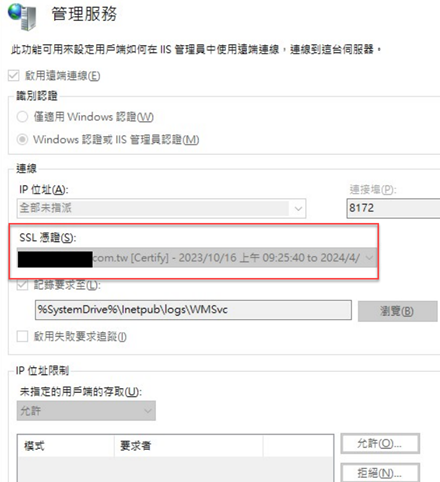 管理服務
此功能可用來設定用戶端如何在 IIS 管理員中使用遠端連線，連線到這台伺服器。
啟用遠端連線(E)
識別認證
僅適用 Windows 認證(W)
Windows 認證或 IIS 管理員認證(M)
連線
IP 位址(A): 連接埠(P):
全部未指派 8172
SSL 憑證(S):
com.tw [Certify] - 2023/10/16 上午 09:25:40 to 2024/4/
記錄要求至(L):
%SystemDrive%\Inetpub\logs\WMSvc 瀏覽(B)
啟用失敗要求追蹤(I)
IP 位址限制
未指定的用戶端的存取(U):
允許
模式 要求者 允許(O)...
拒絕(N)...